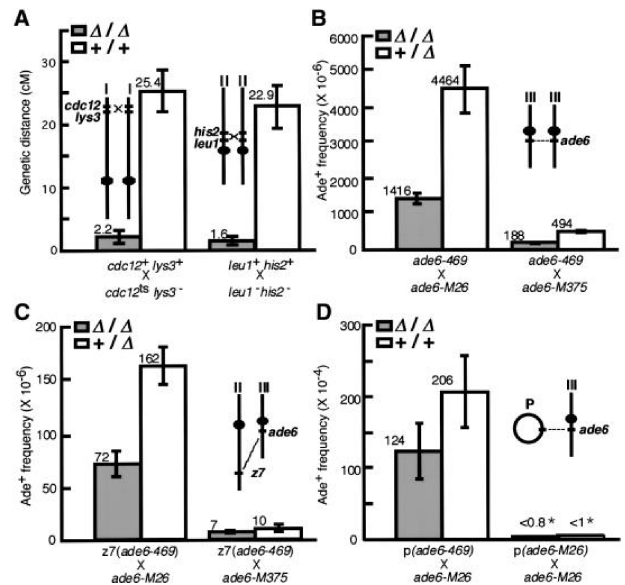 A
Δ / Δ
+ / +
Genetic distance (cM)
30
20
10
0
I I
cdc12
lys3
II II
his2
leu1
25.4
2.2
22.9
1.6
cdc12+ lys3+
X
cdc12ts lys3-
leu1+ his2+
X
leu1-his2-
B
Δ / Δ
+ / Δ
Ade+ frequency (X 10-6)
6000
5000
4000
3000
2000
1000
0
4464
1416
III III
ade6
188
494
ade6-469
X
ade6-M26
ade6-469
X
ade6-M375
C
Δ / Δ
+ / Δ
Ade+ frequency (X 10-6)
200
150
100
50
0
162
72
II III
ade6
z7
7
10
z7(ade6-469)
X
ade6-M26
z7(ade6-469)
X
ade6-M375
D
Δ / Δ
+ / +
Ade+ frequency (X 10-4)
300
200
100
0
206
124
P
III
ade6
<0.8 *
<1 *
p(ade6-469)
X
ade6-M26
p(ade6-M26)
X
ade6-M26